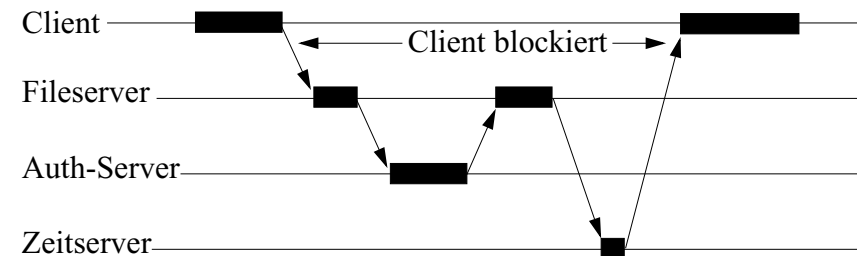 Client
Client blockiert
Fileserver
Auth-Server
Zeitserver